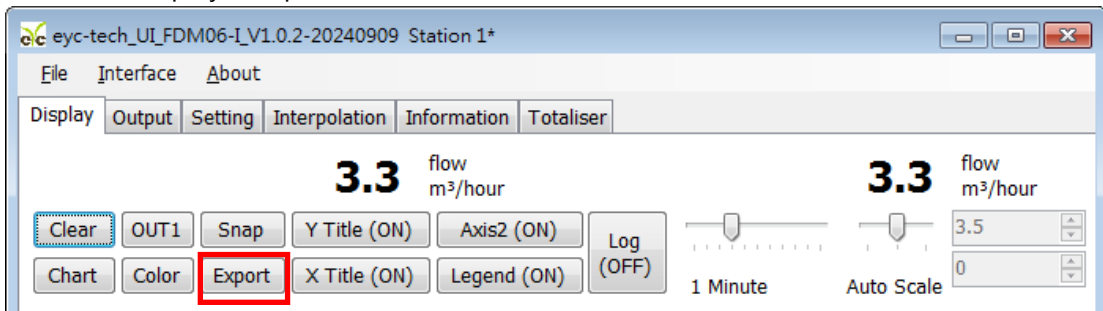 eyc-tech_UI_FDM06-I_V1.0.2-20240909 Station 1*
File Interface About
Display Output Setting Interpolation Information Totaliser
3.3 flow m³/hour 3.3 flow m³/hour
Clear OUT1 Snap Y Title (ON) Axis2 (ON) Log (OFF) 3.5
Chart Color Export X Title (ON) Legend (ON) 1 Minute Auto Scale 0